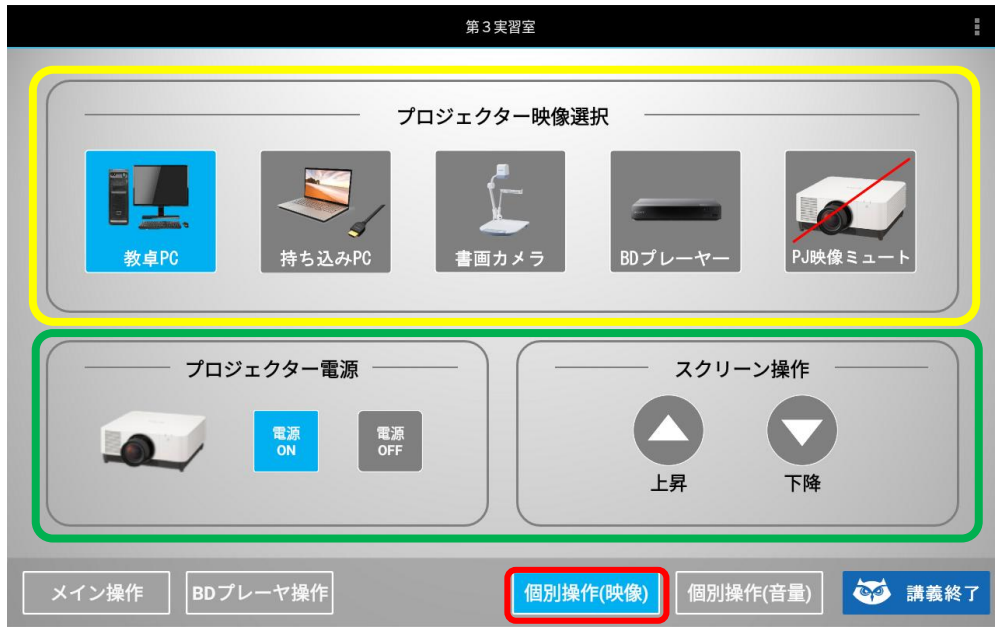 第３実習室
プロジェクター映像選択
教卓PC
持ち込みPC
書画カメラ
BDプレーヤー
PJ映像ミュート
プロジェクター電源
電源
ON
電源
OFF
スクリーン操作
上昇
下降
メイン操作
BDプレーヤ操作
個別操作(映像)
個別操作(音量)
講義終了